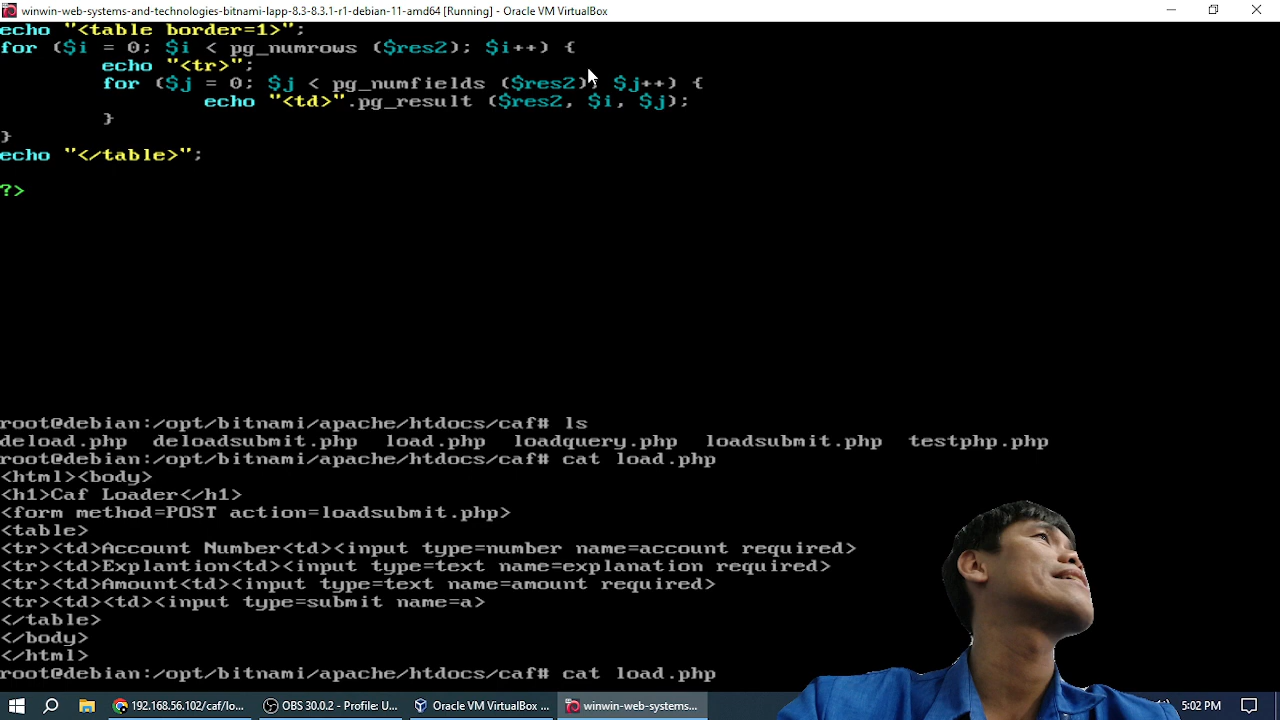 winwin-web-systems-and-technologies-bitnami-lapp-8.3-8.3.1-r1-debian-11-amd64 [Running] - Oracle VM VirtualBox
echo "<table border=1>";
for ($i = 0; $i < pg_numrows ($res2); $i++) {
echo "<tr>";
for ($j = 0; $j < pg_numfields ($res2); $j++) {
echo "<td>".pg_result ($res2, $i, $j);
}
}
echo "</table>";
?>
root@debian:/opt/bitnami/apache/htdocs/caf# ls
deload.php deloadsubmit.php load.php loadquery.php loadsubmit.php testphp.php
root@debian:/opt/bitnami/apache/htdocs/caf# cat load.php
<html><body>
<h1>Caf Loader</h1>
<form method=POST action=loadsubmit.php>
<table>
<tr><td>Account Number<td><input type=number name=account required>
<tr><td>Explantion<td><input type=text name=explanation required>
<tr><td>Amount<td><input type=text name=amount required>
<tr><td><td><input type=submit name=a>
</table>
</body>
</html>
root@debian:/opt/bitnami/apache/htdocs/caf# cat load.php
192.168.56.102/caf/lo... OBS 30.0.2 - Profile: U... Oracle VM VirtualBox ... winwin-web-systems... 5:02 PM